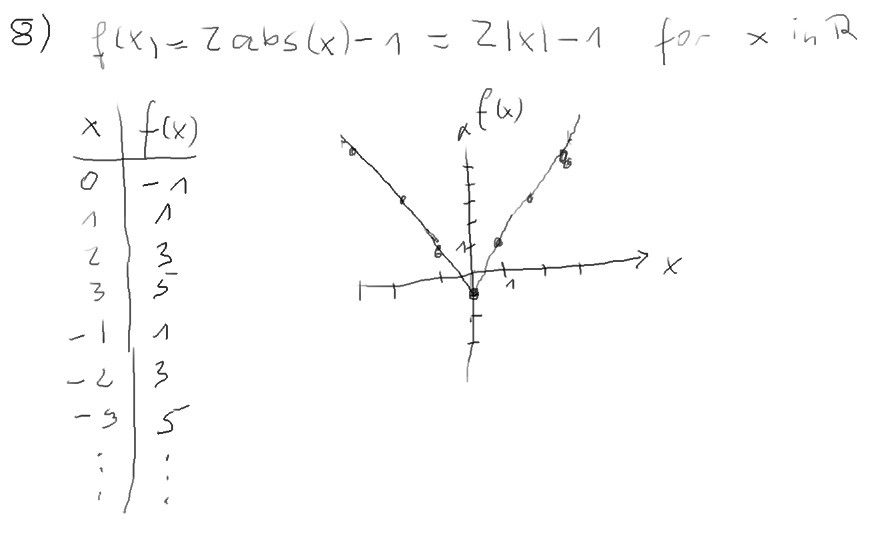 8) f(x) = 2abs(x)-1 = 2|x|-1 for x in R
x f(x)
0 -1
1 1
2 3
3 5
-1 1
-2 3
-3 5
⋮ ⋮
f(x)
1
1
x